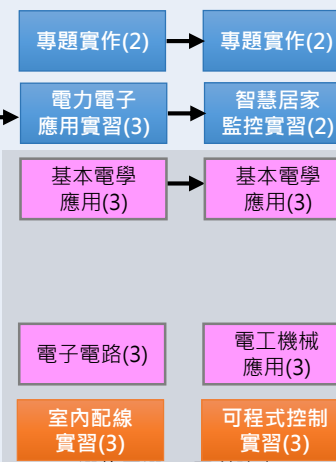 專題實作(2)
專題實作(2)
電力電子
應用實習(3)
智慧居家
監控實習(2)
基本電學
應用(3)
基本電學
應用(3)
電子電路(3)
電工機械
應用(3)
室內配線
實習(3)
可程式控制
實習(3)